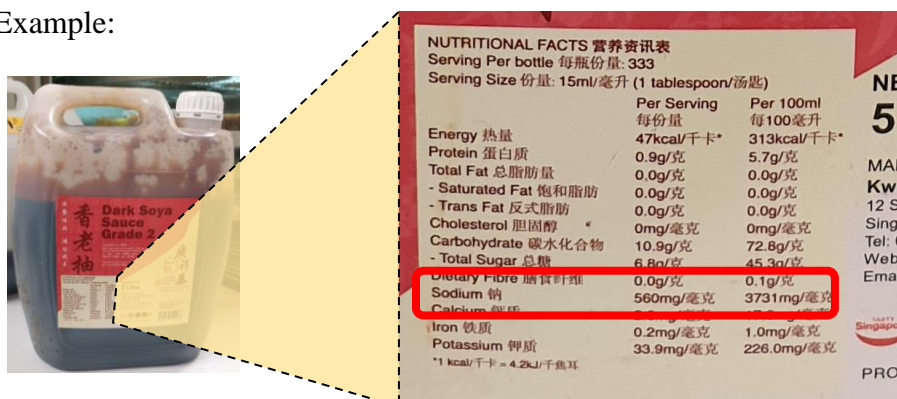 Example:
香老抽
Dark Soya
Sauce
Grade 2
NUTRITIONAL FACTS 营养资讯表
Serving Per bottle 每瓶份量: 333
Serving Size 份量: 15ml/毫升 (1 tablespoon/汤匙)
Per Serving Per 100ml
每份量 每100毫升
Energy 热量 47kcal/千卡* 313kcal/千卡*
Protein 蛋白质 0.9g/克 5.7g/克
Total Fat 总脂肪量 0.0g/克 0.0g/克
- Saturated Fat 饱和脂肪 0.0g/克 0.0g/克
- Trans Fat 反式脂肪 0.0g/克 0.0g/克
Cholesterol 胆固醇 0mg/毫克 0mg/毫克
Carbohydrate 碳水化合物 10.9g/克 72.8g/克
- Total Sugar 总糖 6.8g/克 45.3g/克
Dietary Fibre 膳食纤维 0.0g/克 0.1g/克
Sodium 钠 560mg/毫克 3731mg/毫克
Calcium 钙质
Iron 铁质 0.2mg/毫克 1.0mg/毫克
Potassium 钾质 33.9mg/毫克 226.0mg/毫克
*1 kcal/千卡 = 4.2kJ/千焦耳
NE
5
MA
Kw
12 S
Sing
Tel:
Web
Ema
Singapo
PRO